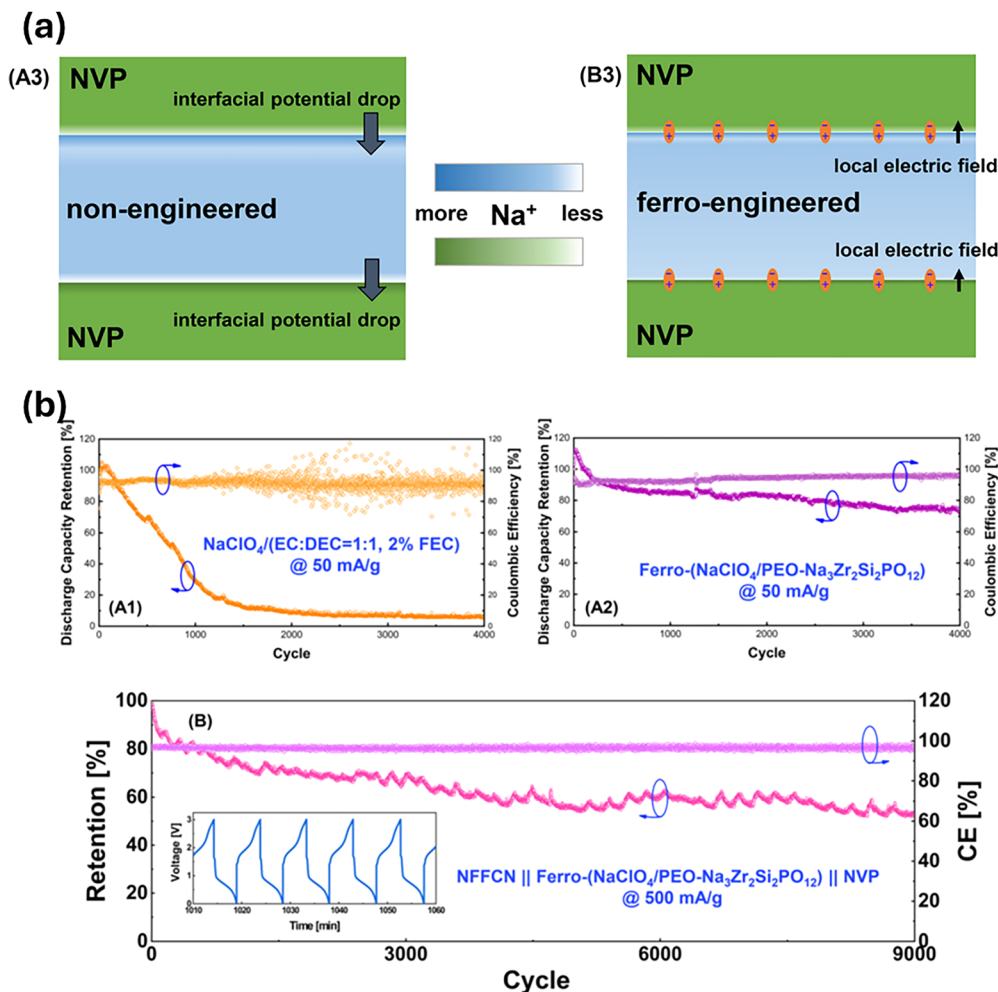 (a)
(A3)
NVP
interfacial potential drop
non-engineered
interfacial potential drop
NVP
more Na⁺ less
(B3)
NVP
− − − − − −
+ + + + + +
local electric field
ferro-engineered
local electric field
− − − − − −
+ + + + + +
NVP
(b)
Discharge Capacity Retention [%]
120
100
80
60
40
20
0
NaClO₄/(EC:DEC=1:1, 2% FEC)
@ 50 mA/g
(A1)
120
100
80
60
40
20
0
Coulombic Efficiency [%]
0 1000 2000 3000 4000
Cycle
Discharge Capacity Retention [%]
120
100
80
60
40
20
0
Ferro-(NaClO₄/PEO-Na₃Zr₂Si₂PO₁₂)
@ 50 mA/g
(A2)
120
100
80
60
40
20
0
Coulombic Efficiency [%]
0 1000 2000 3000 4000
Cycle
Retention [%]
100
80
60
40
20
0
(B)
Voltage [V]
3
2
1
0
1010 1020 1030 1040 1050 1060
Time [min]
NFFCN || Ferro-(NaClO₄/PEO-Na₃Zr₂Si₂PO₁₂) || NVP
@ 500 mA/g
120
100
80
60
40
20
0
CE [%]
0 3000 6000 9000
Cycle